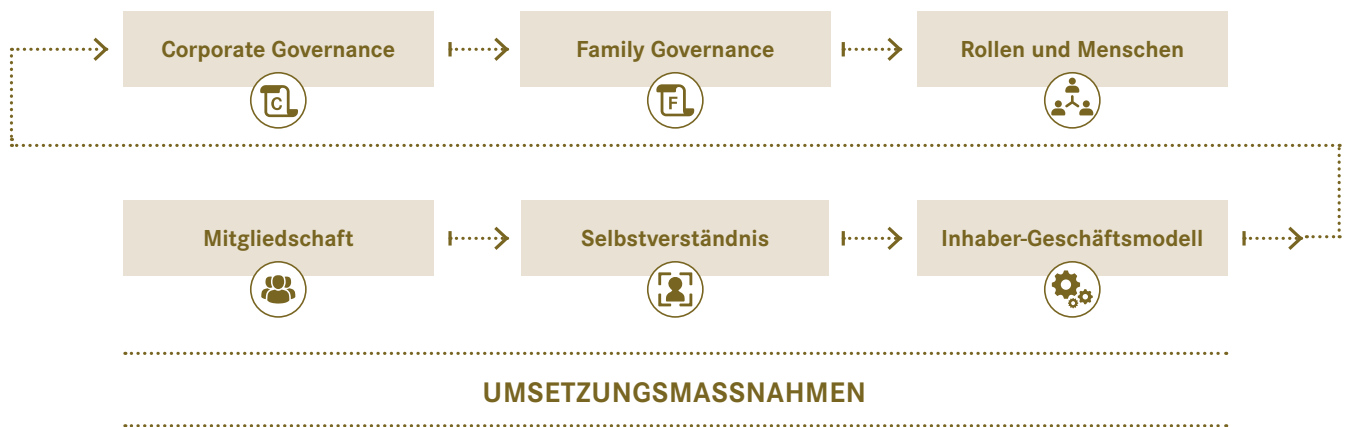 Corporate Governance
Family Governance
Rollen und Menschen
C
F
Mitgliedschaft
Selbstverständnis
Inhaber-Geschäftsmodell
UMSETZUNGSMASSNAHMEN